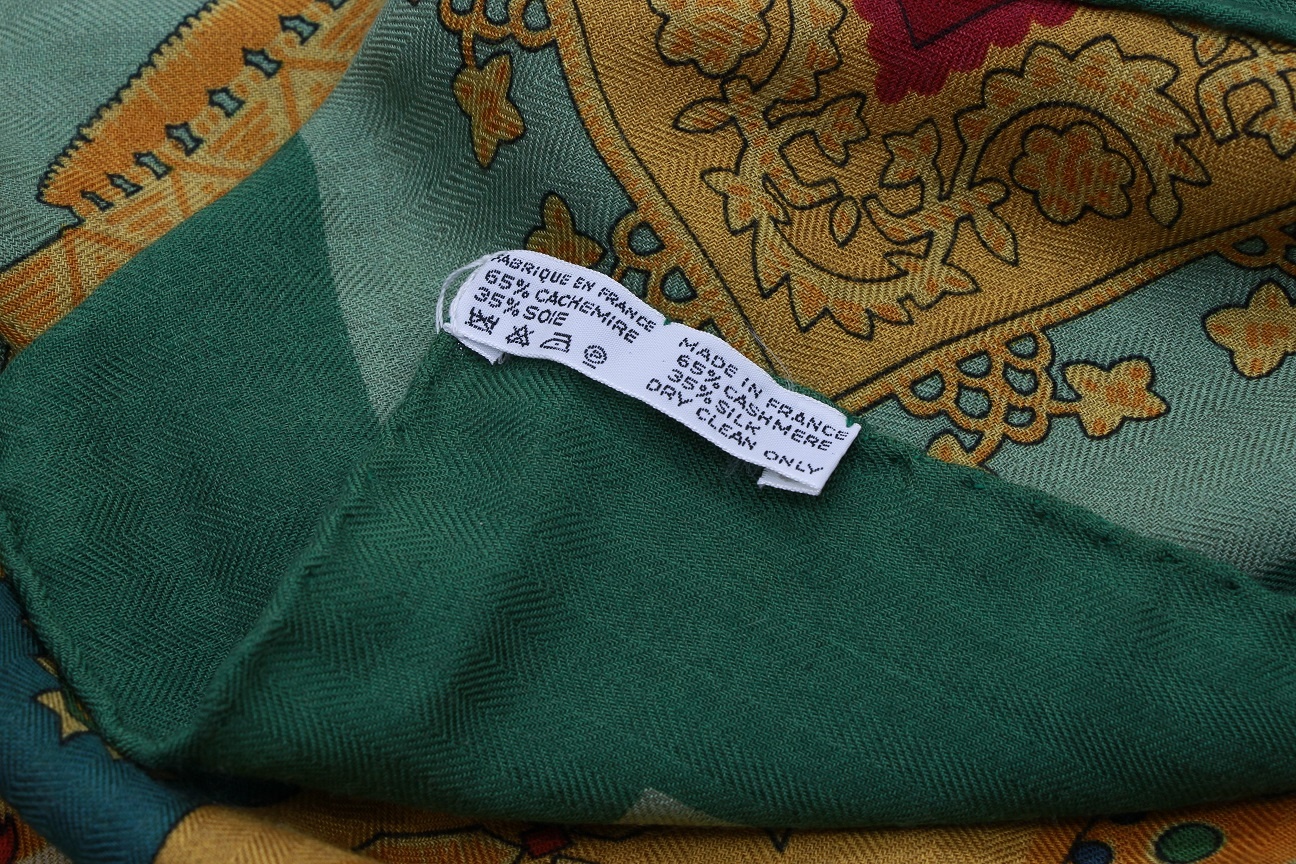 FABRIQUE EN FRANCE
65% CACHEMIRE
35% SOIE
MADE IN FRANCE
65% CASHMERE
35% SILK
DRY CLEAN ONLY